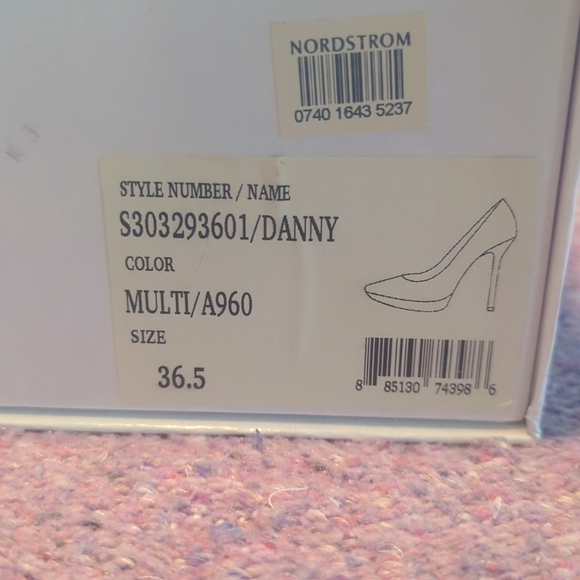 NORDSTROM
0740 1643 5237
STYLE NUMBER / NAME
S303293601/DANNY
COLOR
MULTI/A960
SIZE
36.5
8 85130 74398 6